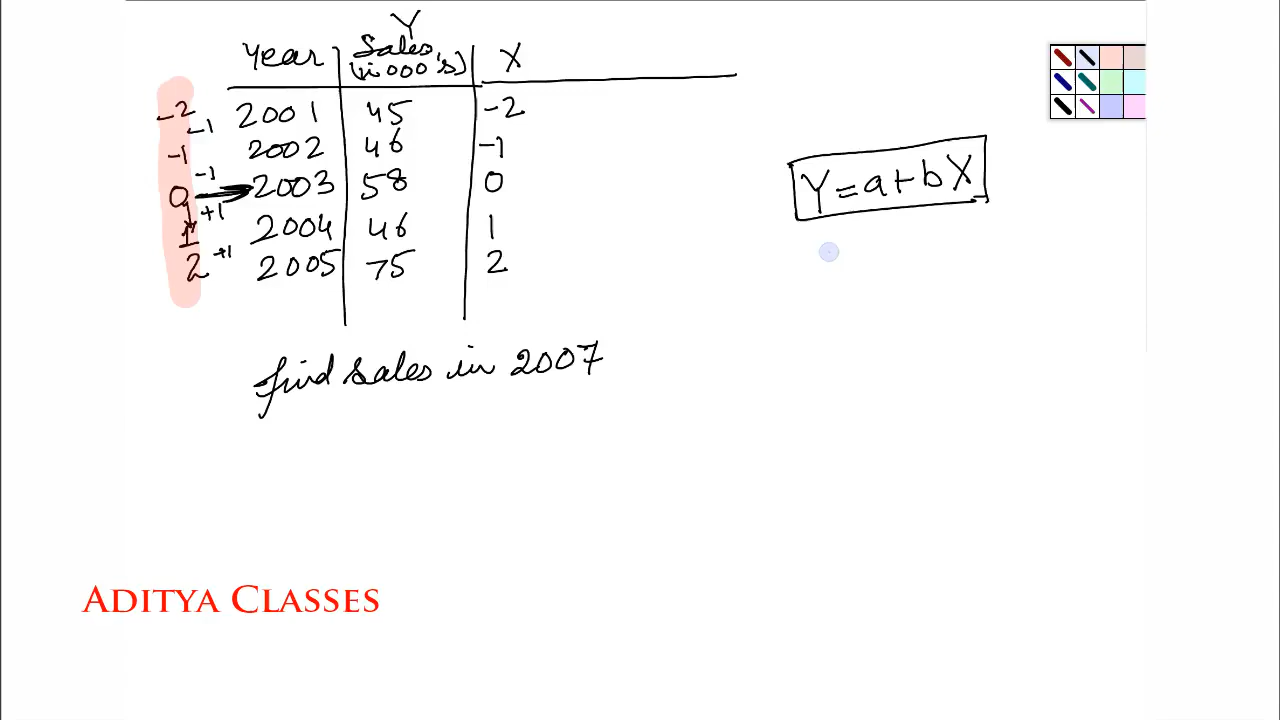 Y
Year Sales X
(in 000's)
-2 2001 45 -2
-1
-1 2002 46 -1
-1
0 2003 58 0
+1
1 2004 46 1
+1
2 2005 75 2
Y=a+bX
find sales in 2007
ADITYA CLASSES